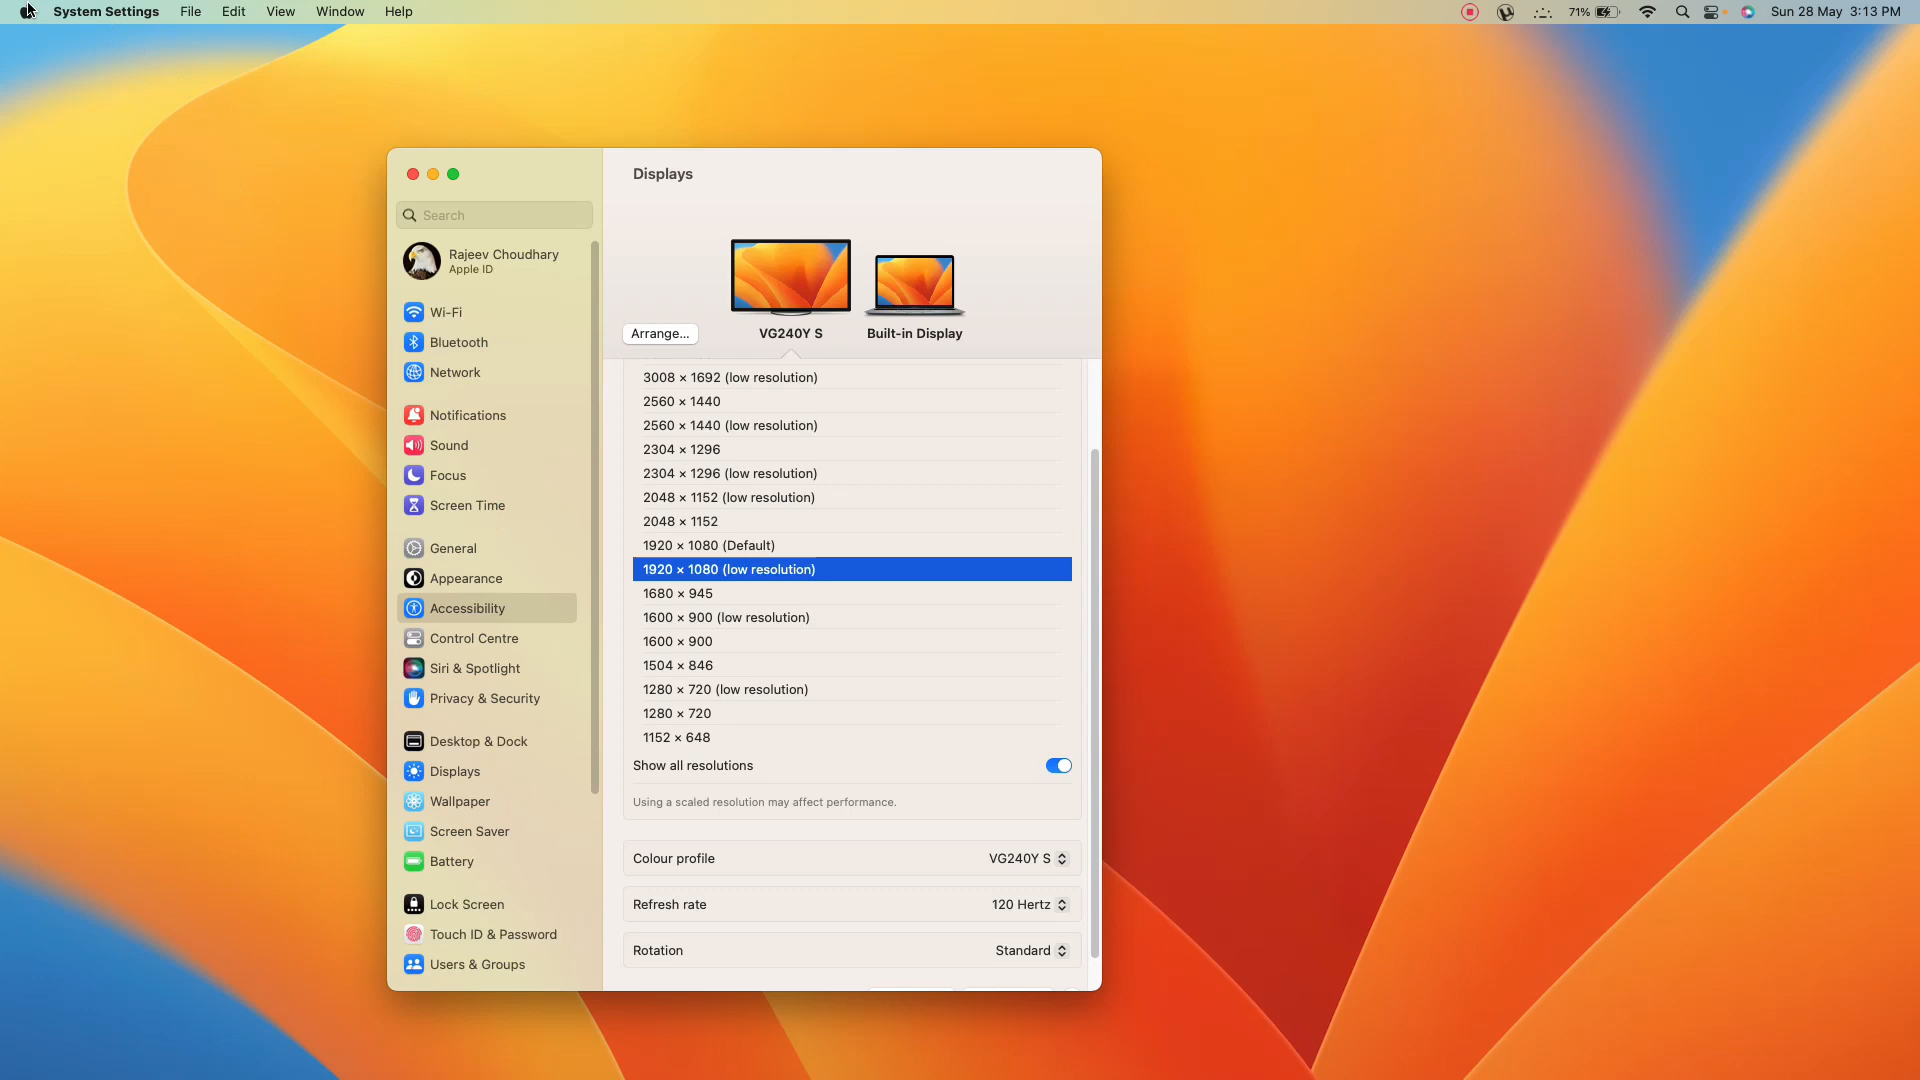 System Settings File Edit View Window Help
71% Sun 28 May 3:13 PM
Displays
Search
Rajeev Choudhary
Apple ID
Wi-Fi
Bluetooth
Network
Notifications
Sound
Focus
Screen Time
General
Appearance
Accessibility
Control Centre
Siri & Spotlight
Privacy & Security
Desktop & Dock
Displays
Wallpaper
Screen Saver
Battery
Lock Screen
Touch ID & Password
Users & Groups
Arrange...
VG240Y S
Built-in Display
3008 × 1692 (low resolution)
2560 × 1440
2560 × 1440 (low resolution)
2304 × 1296
2304 × 1296 (low resolution)
2048 × 1152 (low resolution)
2048 × 1152
1920 × 1080 (Default)
1920 × 1080 (low resolution)
1680 × 945
1600 × 900 (low resolution)
1600 × 900
1504 × 846
1280 × 720 (low resolution)
1280 × 720
1152 × 648
Show all resolutions
Using a scaled resolution may affect performance.
Colour profile VG240Y S
Refresh rate 120 Hertz
Rotation Standard